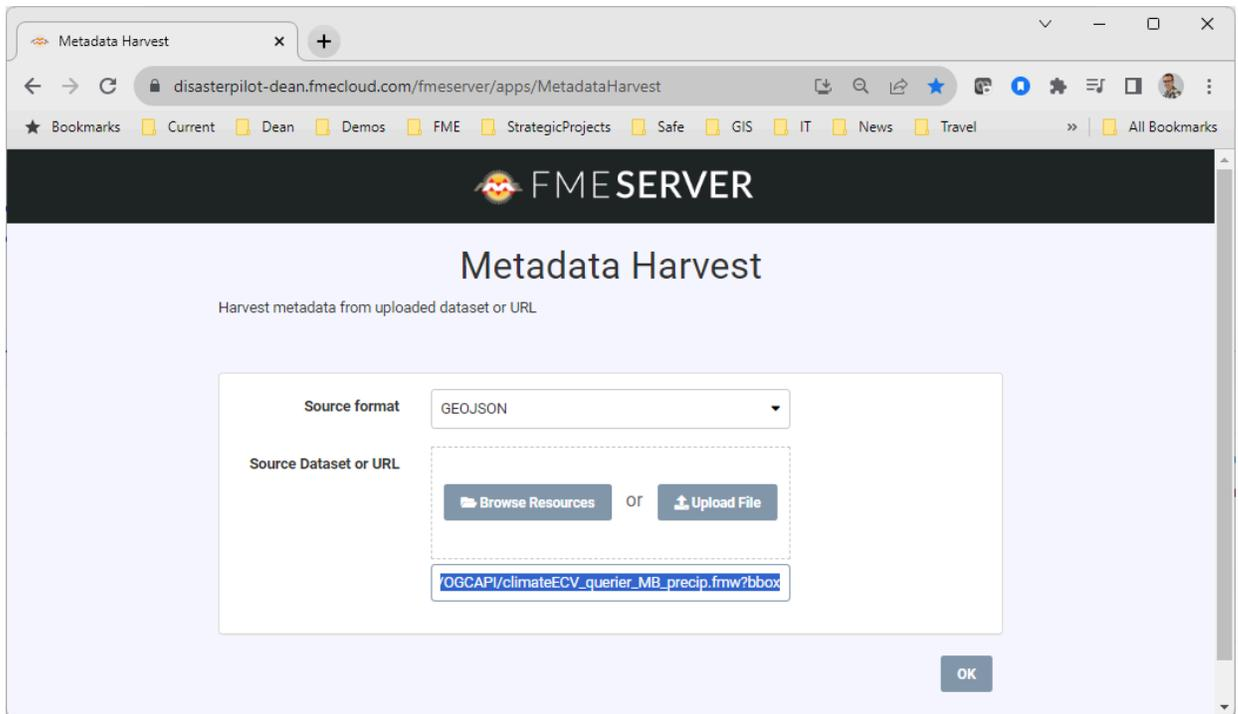 Metadata Harvest
disasterpilot-dean.fmecloud.com/fmeserver/apps/MetadataHarvest
Bookmarks Current Dean Demos FME StrategicProjects Safe GIS IT News Travel » All Bookmarks
FMESERVER
Metadata Harvest
Harvest metadata from uploaded dataset or URL
Source format GEOJSON
Source Dataset or URL
Browse Resources or Upload File
/OGCAPI/climateECV_querier_MB_precip.fmw?bbox
OK